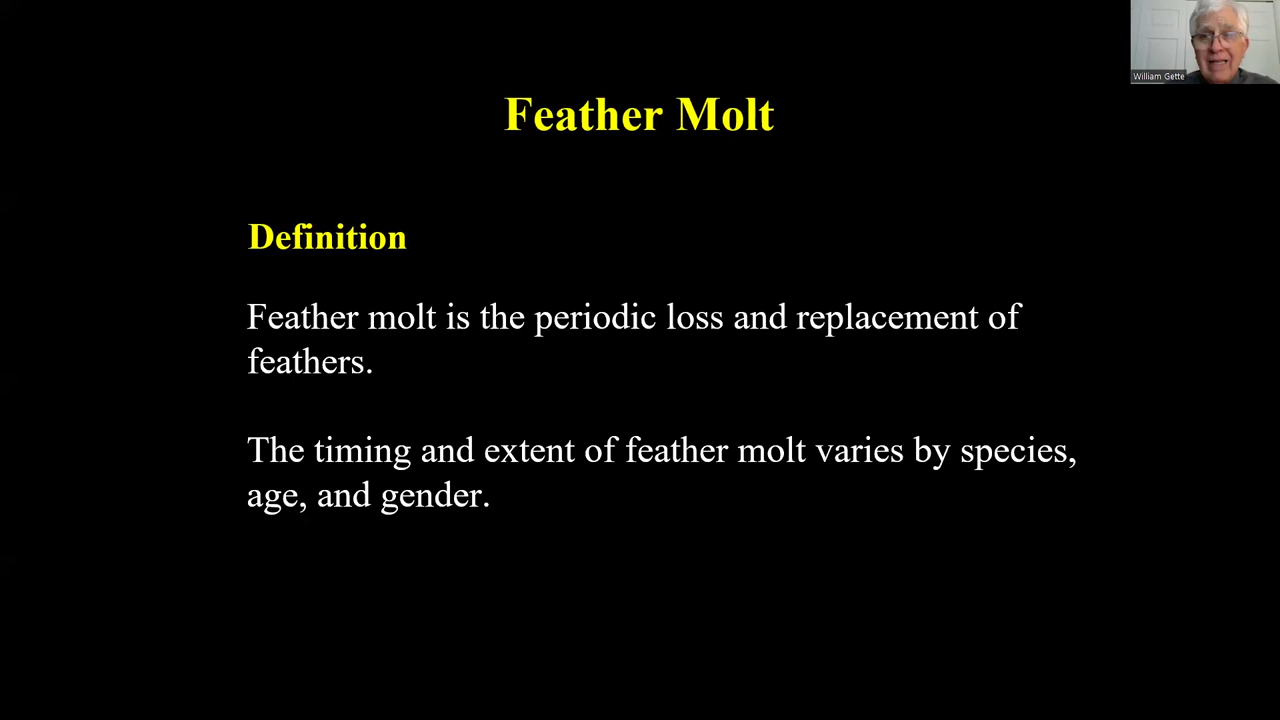 William Gette
Feather Molt
Definition
Feather molt is the periodic loss and replacement of
feathers.
The timing and extent of feather molt varies by species,
age, and gender.